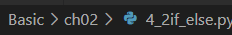 Basic > ch02 > 4_2if_else.py